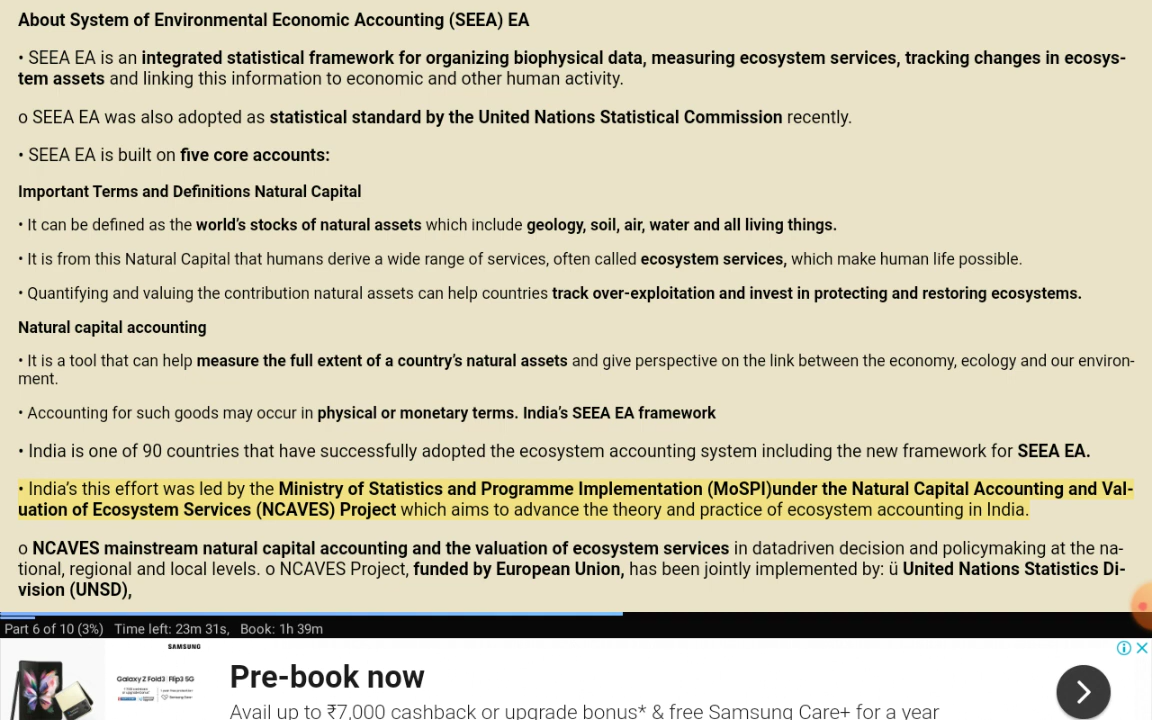 About System of Environmental Economic Accounting (SEEA) EA
• SEEA EA is an integrated statistical framework for organizing biophysical data, measuring ecosystem services, tracking changes in ecosys-
tem assets and linking this information to economic and other human activity.
o SEEA EA was also adopted as statistical standard by the United Nations Statistical Commission recently.
• SEEA EA is built on five core accounts:
Important Terms and Definitions Natural Capital
• It can be defined as the world's stocks of natural assets which include geology, soil, air, water and all living things.
• It is from this Natural Capital that humans derive a wide range of services, often called ecosystem services, which make human life possible.
• Quantifying and valuing the contribution natural assets can help countries track over-exploitation and invest in protecting and restoring ecosystems.
Natural capital accounting
• It is a tool that can help measure the full extent of a country's natural assets and give perspective on the link between the economy, ecology and our environ-
ment.
• Accounting for such goods may occur in physical or monetary terms. India's SEEA EA framework
• India is one of 90 countries that have successfully adopted the ecosystem accounting system including the new framework for SEEA EA.
• India's this effort was led by the Ministry of Statistics and Programme Implementation (MoSPI)under the Natural Capital Accounting and Val-
uation of Ecosystem Services (NCAVES) Project which aims to advance the theory and practice of ecosystem accounting in India.
o NCAVES mainstream natural capital accounting and the valuation of ecosystem services in datadriven decision and policymaking at the na-
tional, regional and local levels. o NCAVES Project, funded by European Union, has been jointly implemented by: ü United Nations Statistics Di-
vision (UNSD),
Part 6 of 10 (3%) Time left: 23m 31s, Book: 1h 39m
SAMSUNG
Galaxy Z Fold3 Flip3 5G
Pre-book now
Avail up to ₹7,000 cashback or upgrade bonus* & free Samsung Care+ for a year